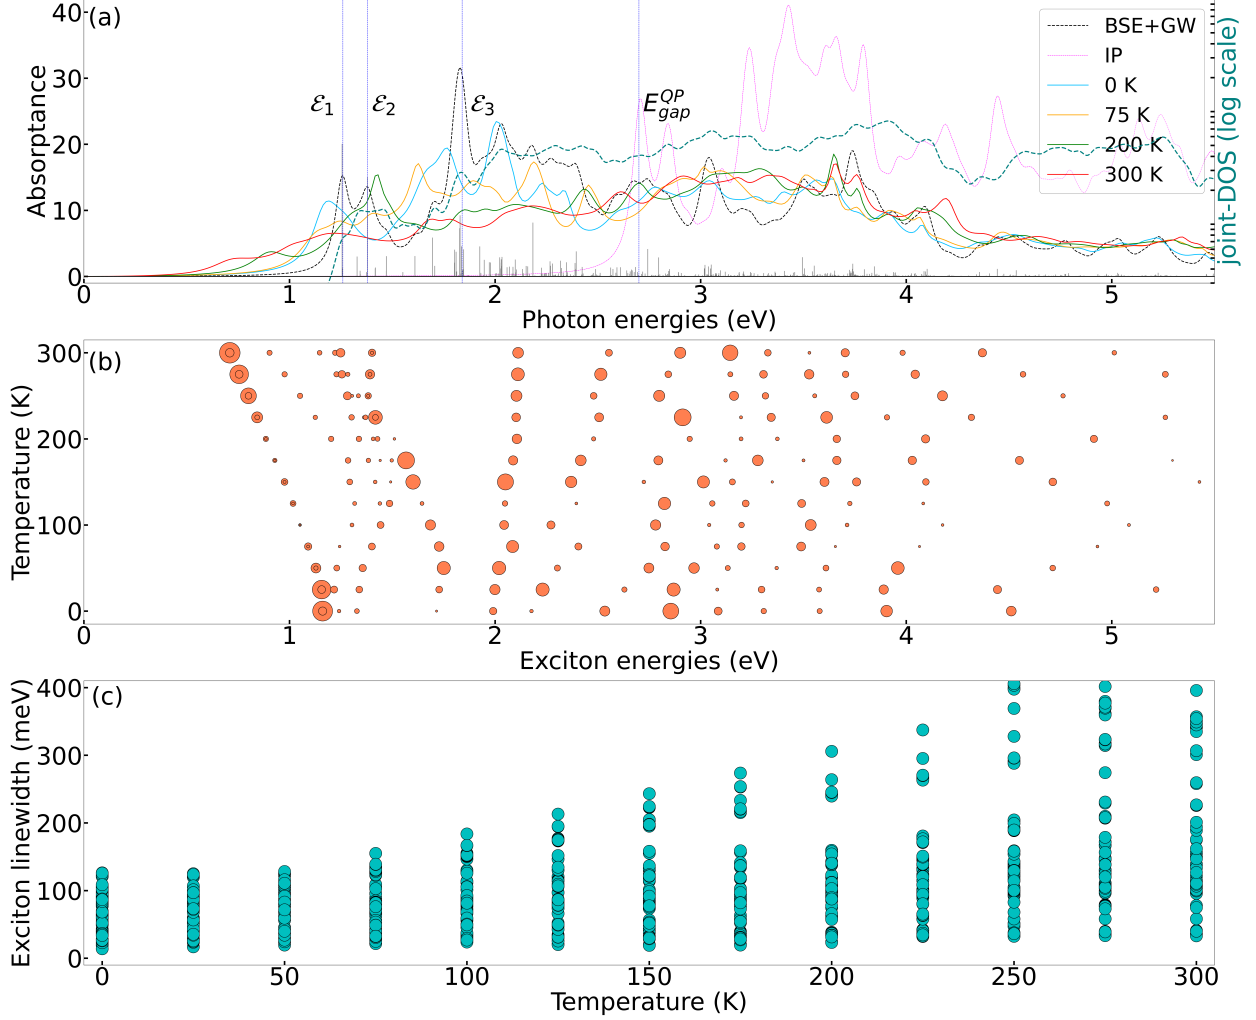 (a)
40
30
20
10
0
Absorptance
ℰ1
ℰ2
ℰ3
E^QP_gap
BSE+GW
IP
0 K
75 K
200 K
300 K
joint-DOS (log scale)
0 1 2 3 4 5
Photon energies (eV)
(b)
300
200
100
0
Temperature (K)
0 1 2 3 4 5
Exciton energies (eV)
(c)
400
300
200
100
0
Exciton linewidth (meV)
0 50 100 150 200 250 300
Temperature (K)